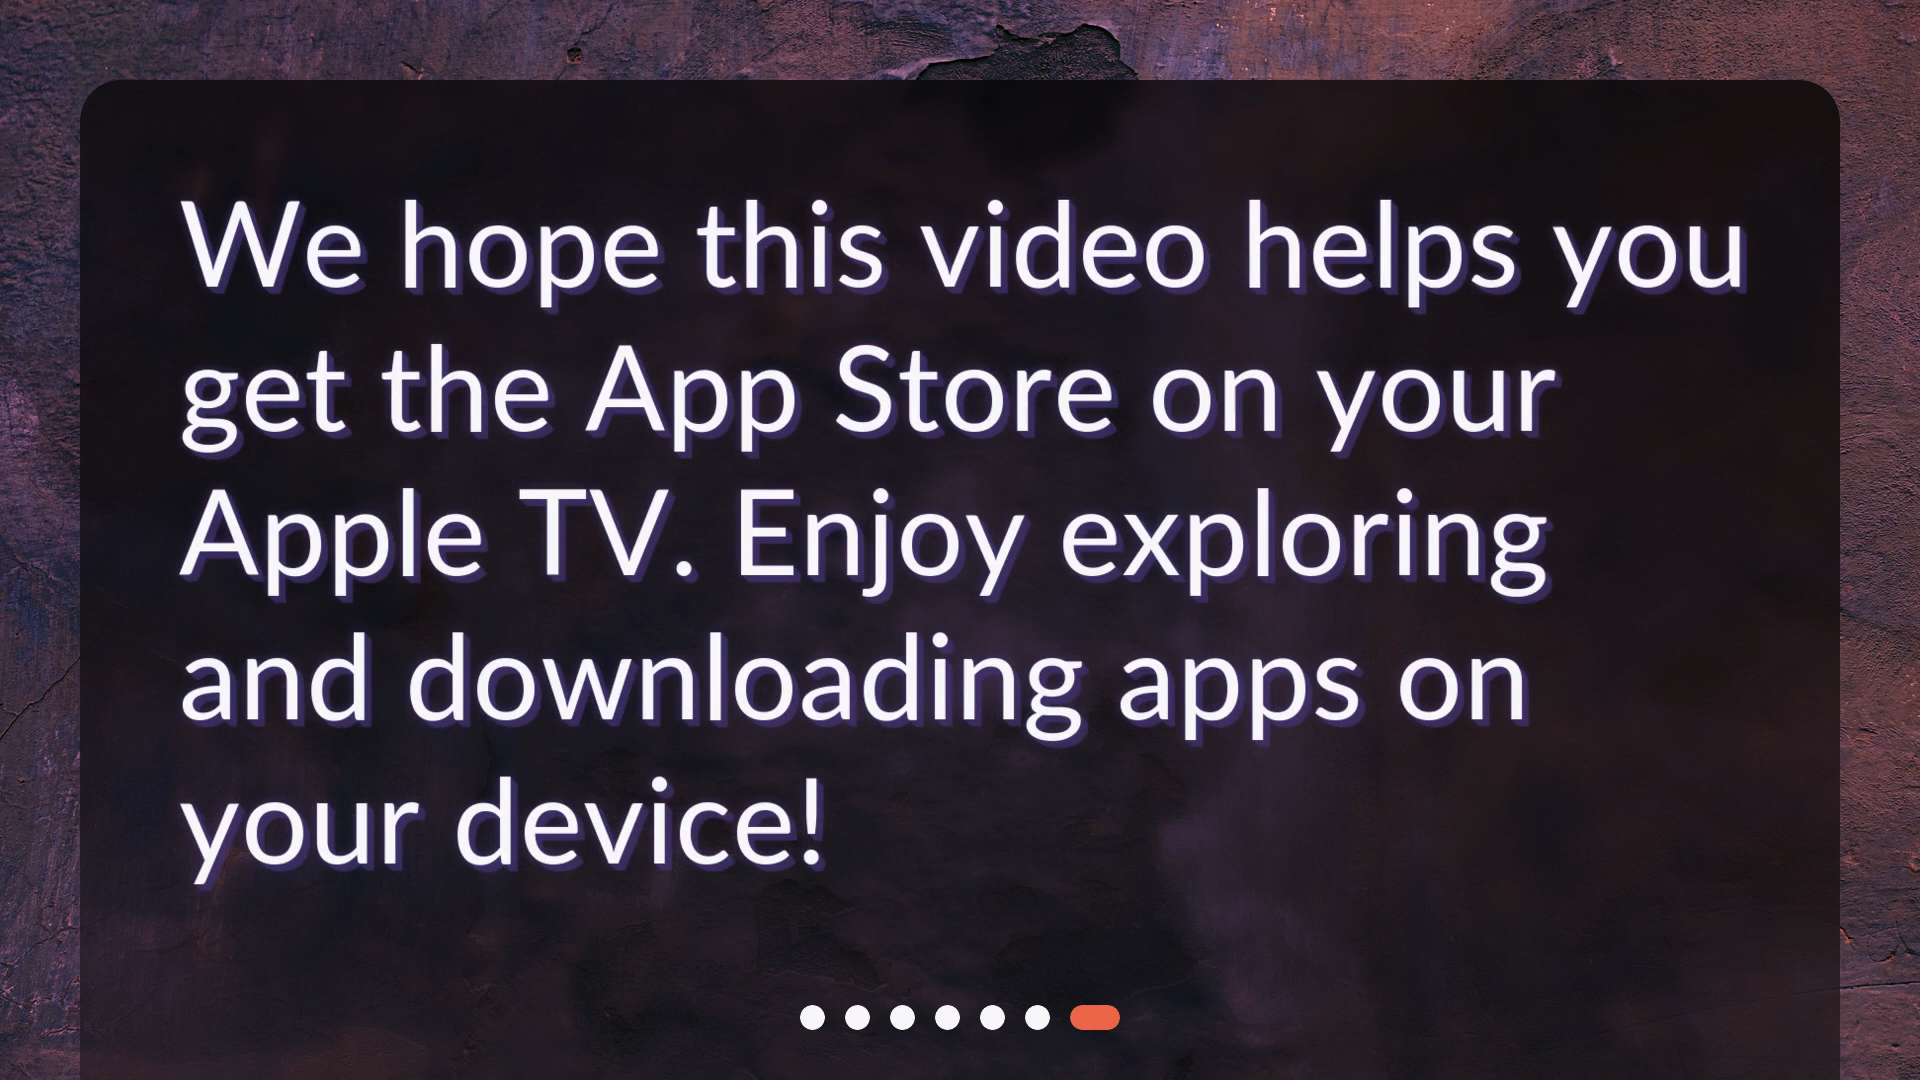 We hope this video helps you
get the App Store on your
Apple TV. Enjoy exploring
and downloading apps on
your device!